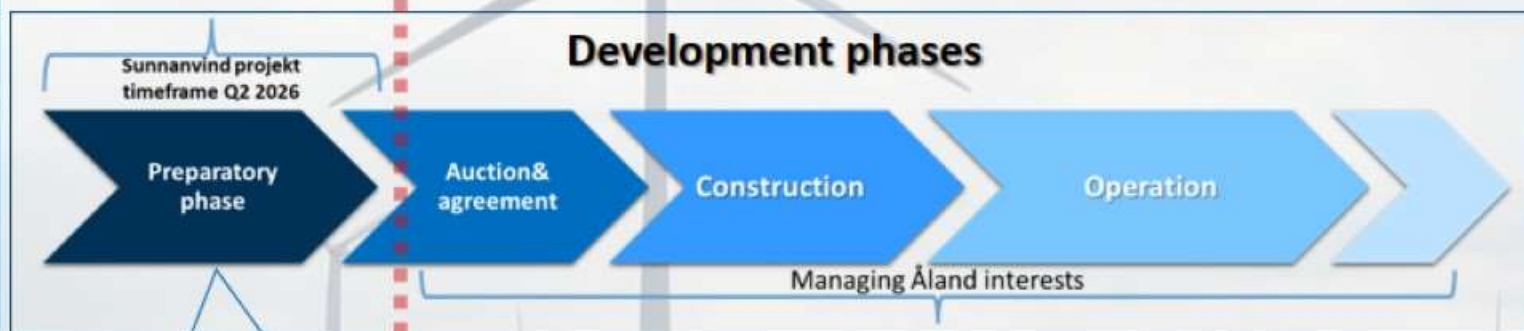 Development phases
Sunnanvind projekt
timeframe Q2 2026
Preparatory
phase
Auction&
agreement
Construction
Operation
Managing Åland interests